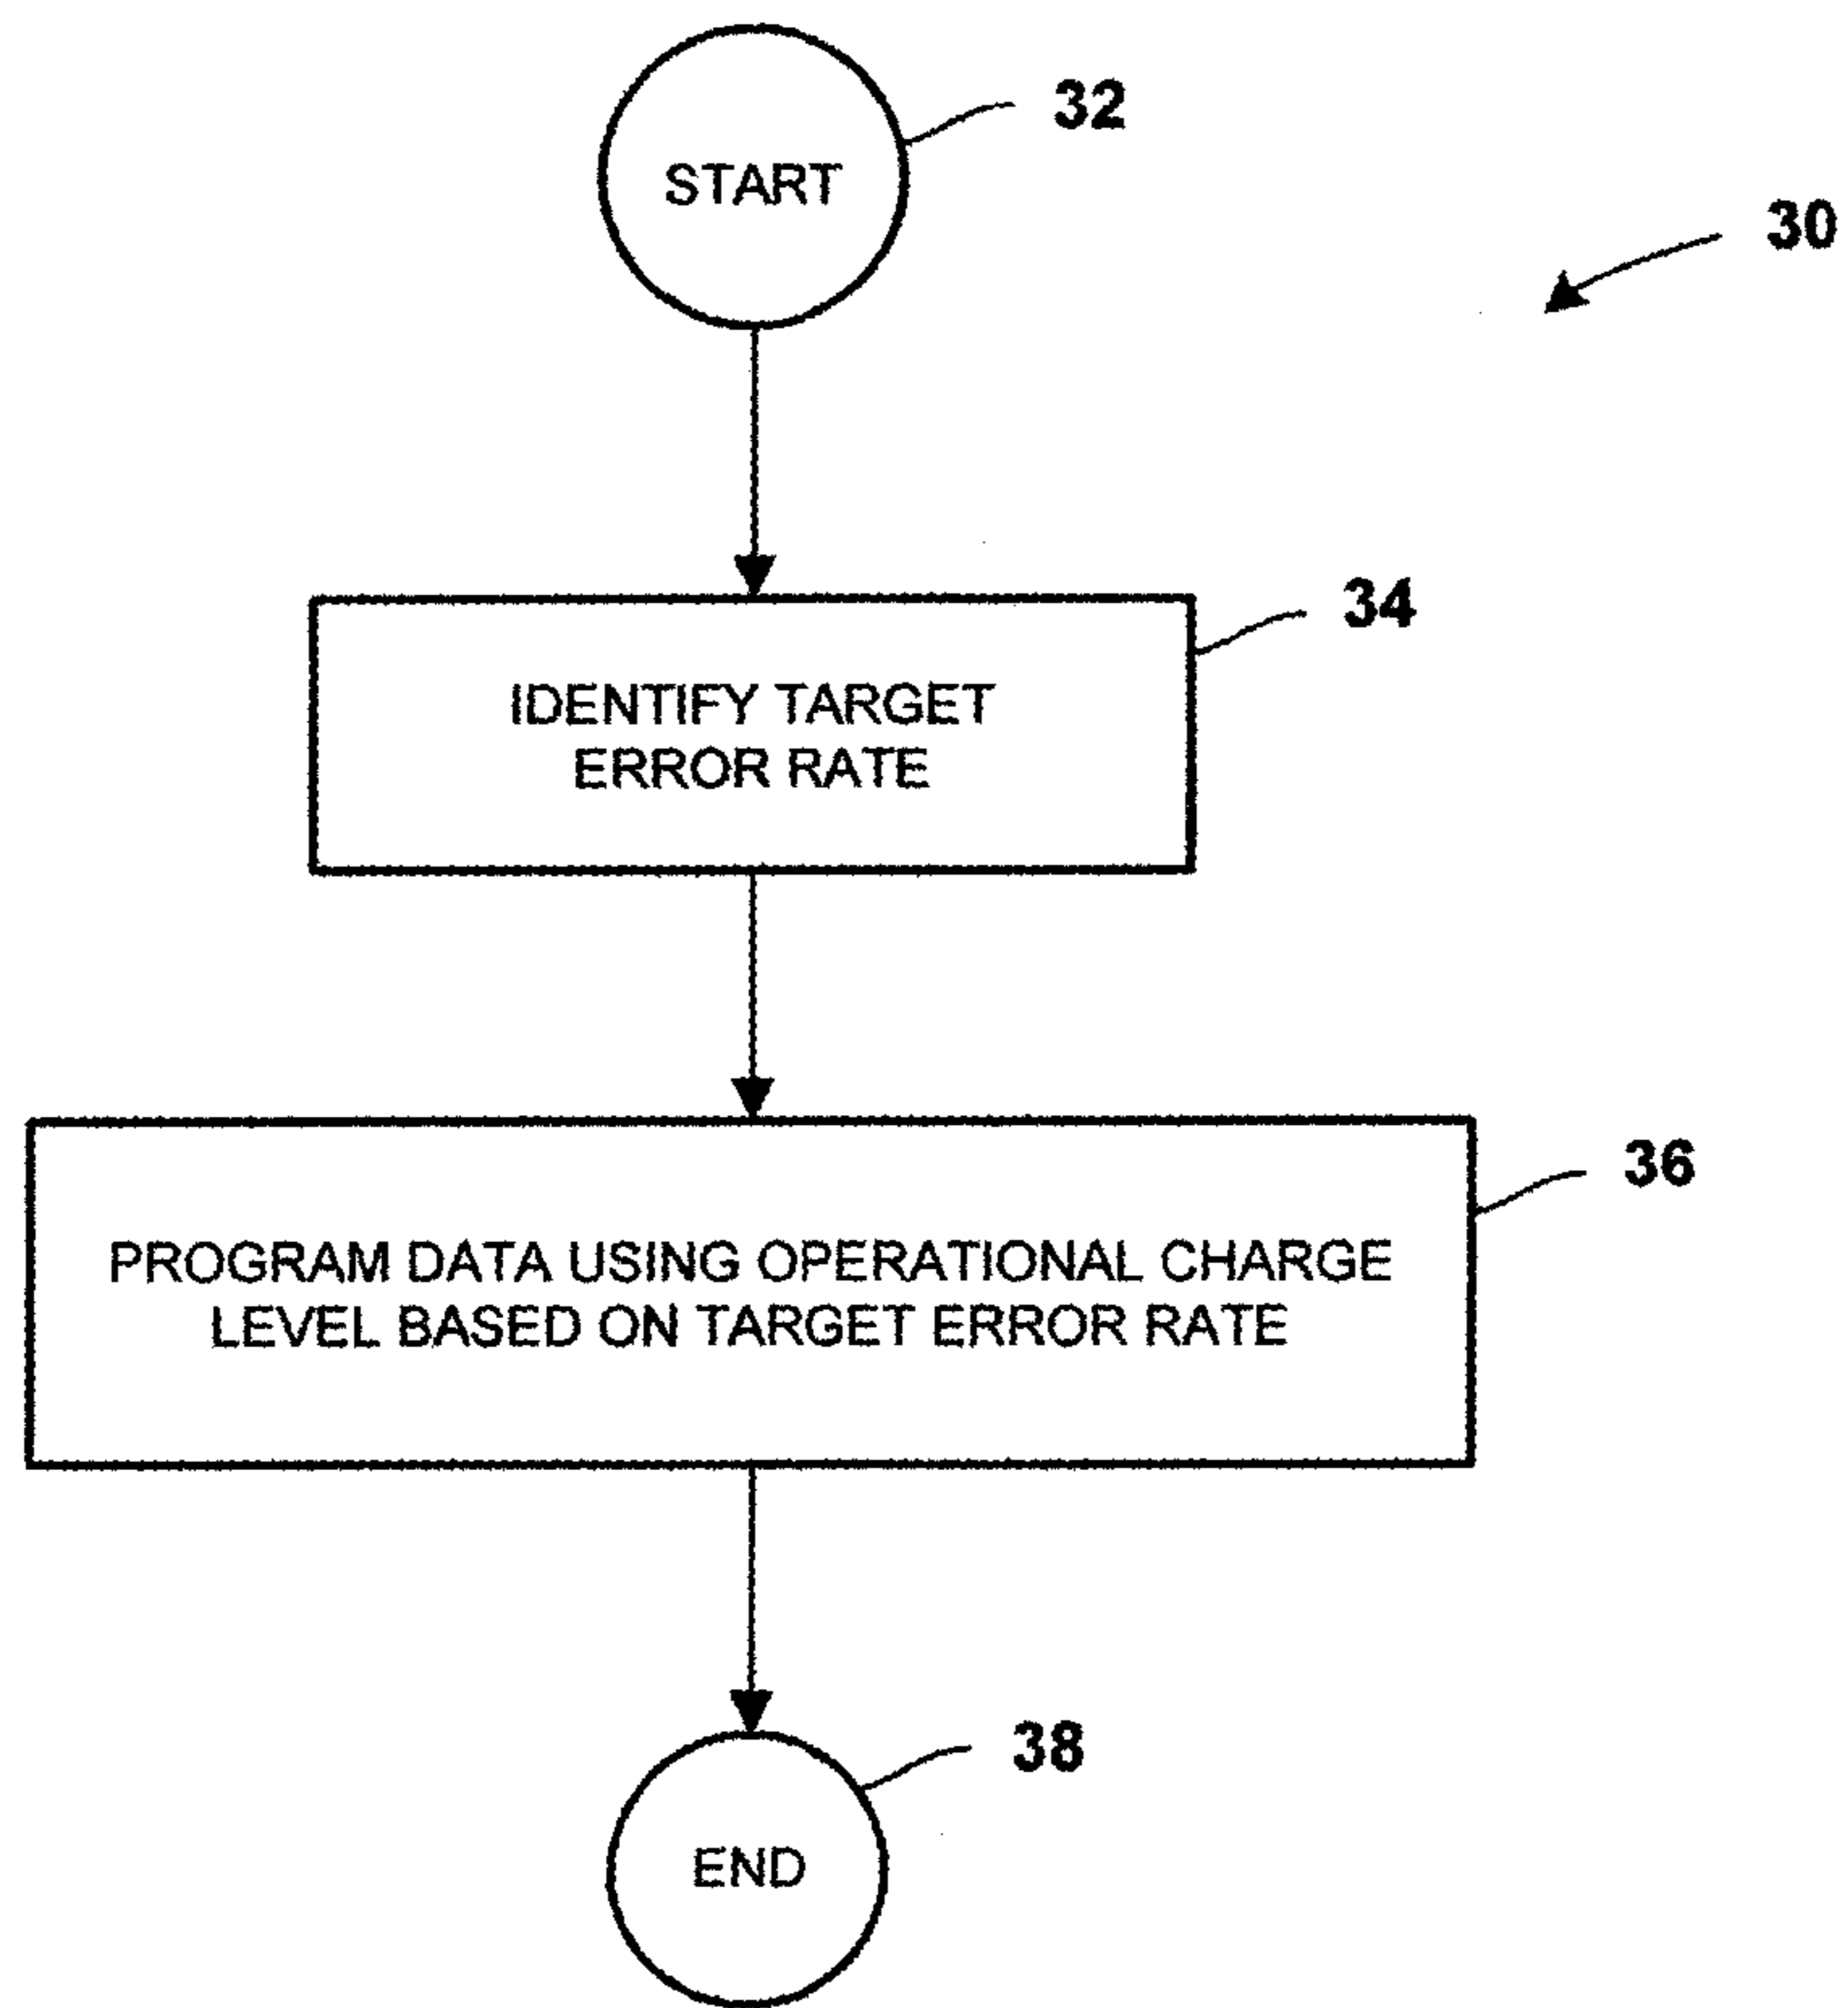 32
START
30
34
IDENTIFY TARGET
ERROR RATE
36
PROGRAM DATA USING OPERATIONAL CHARGE
LEVEL BASED ON TARGET ERROR RATE
38
END